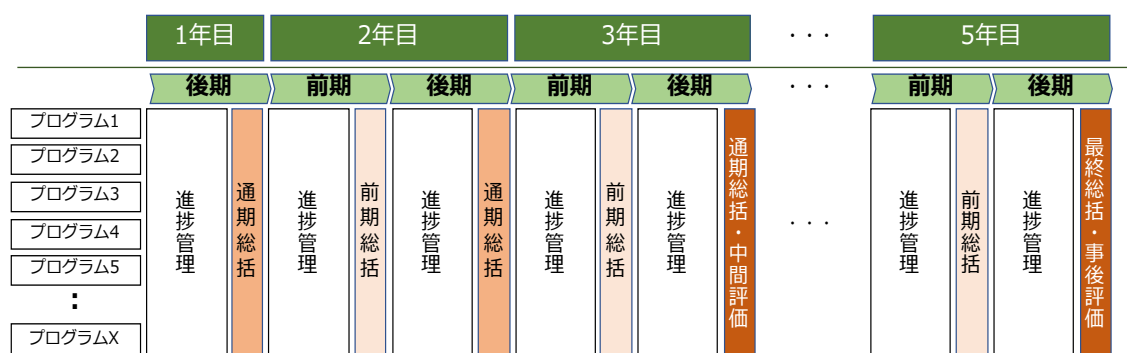 1年目
2年目
3年目
・・・
5年目
後期
前期
後期
前期
後期
・・・
前期
後期
プログラム1
プログラム2
プログラム3
プログラム4
プログラム5
：
プログラムX
進捗管理
通期総括
進捗管理
前期総括
進捗管理
通期総括
進捗管理
前期総括
進捗管理
通期総括・中間評価
・・・
進捗管理
前期総括
進捗管理
最終総括・事後評価